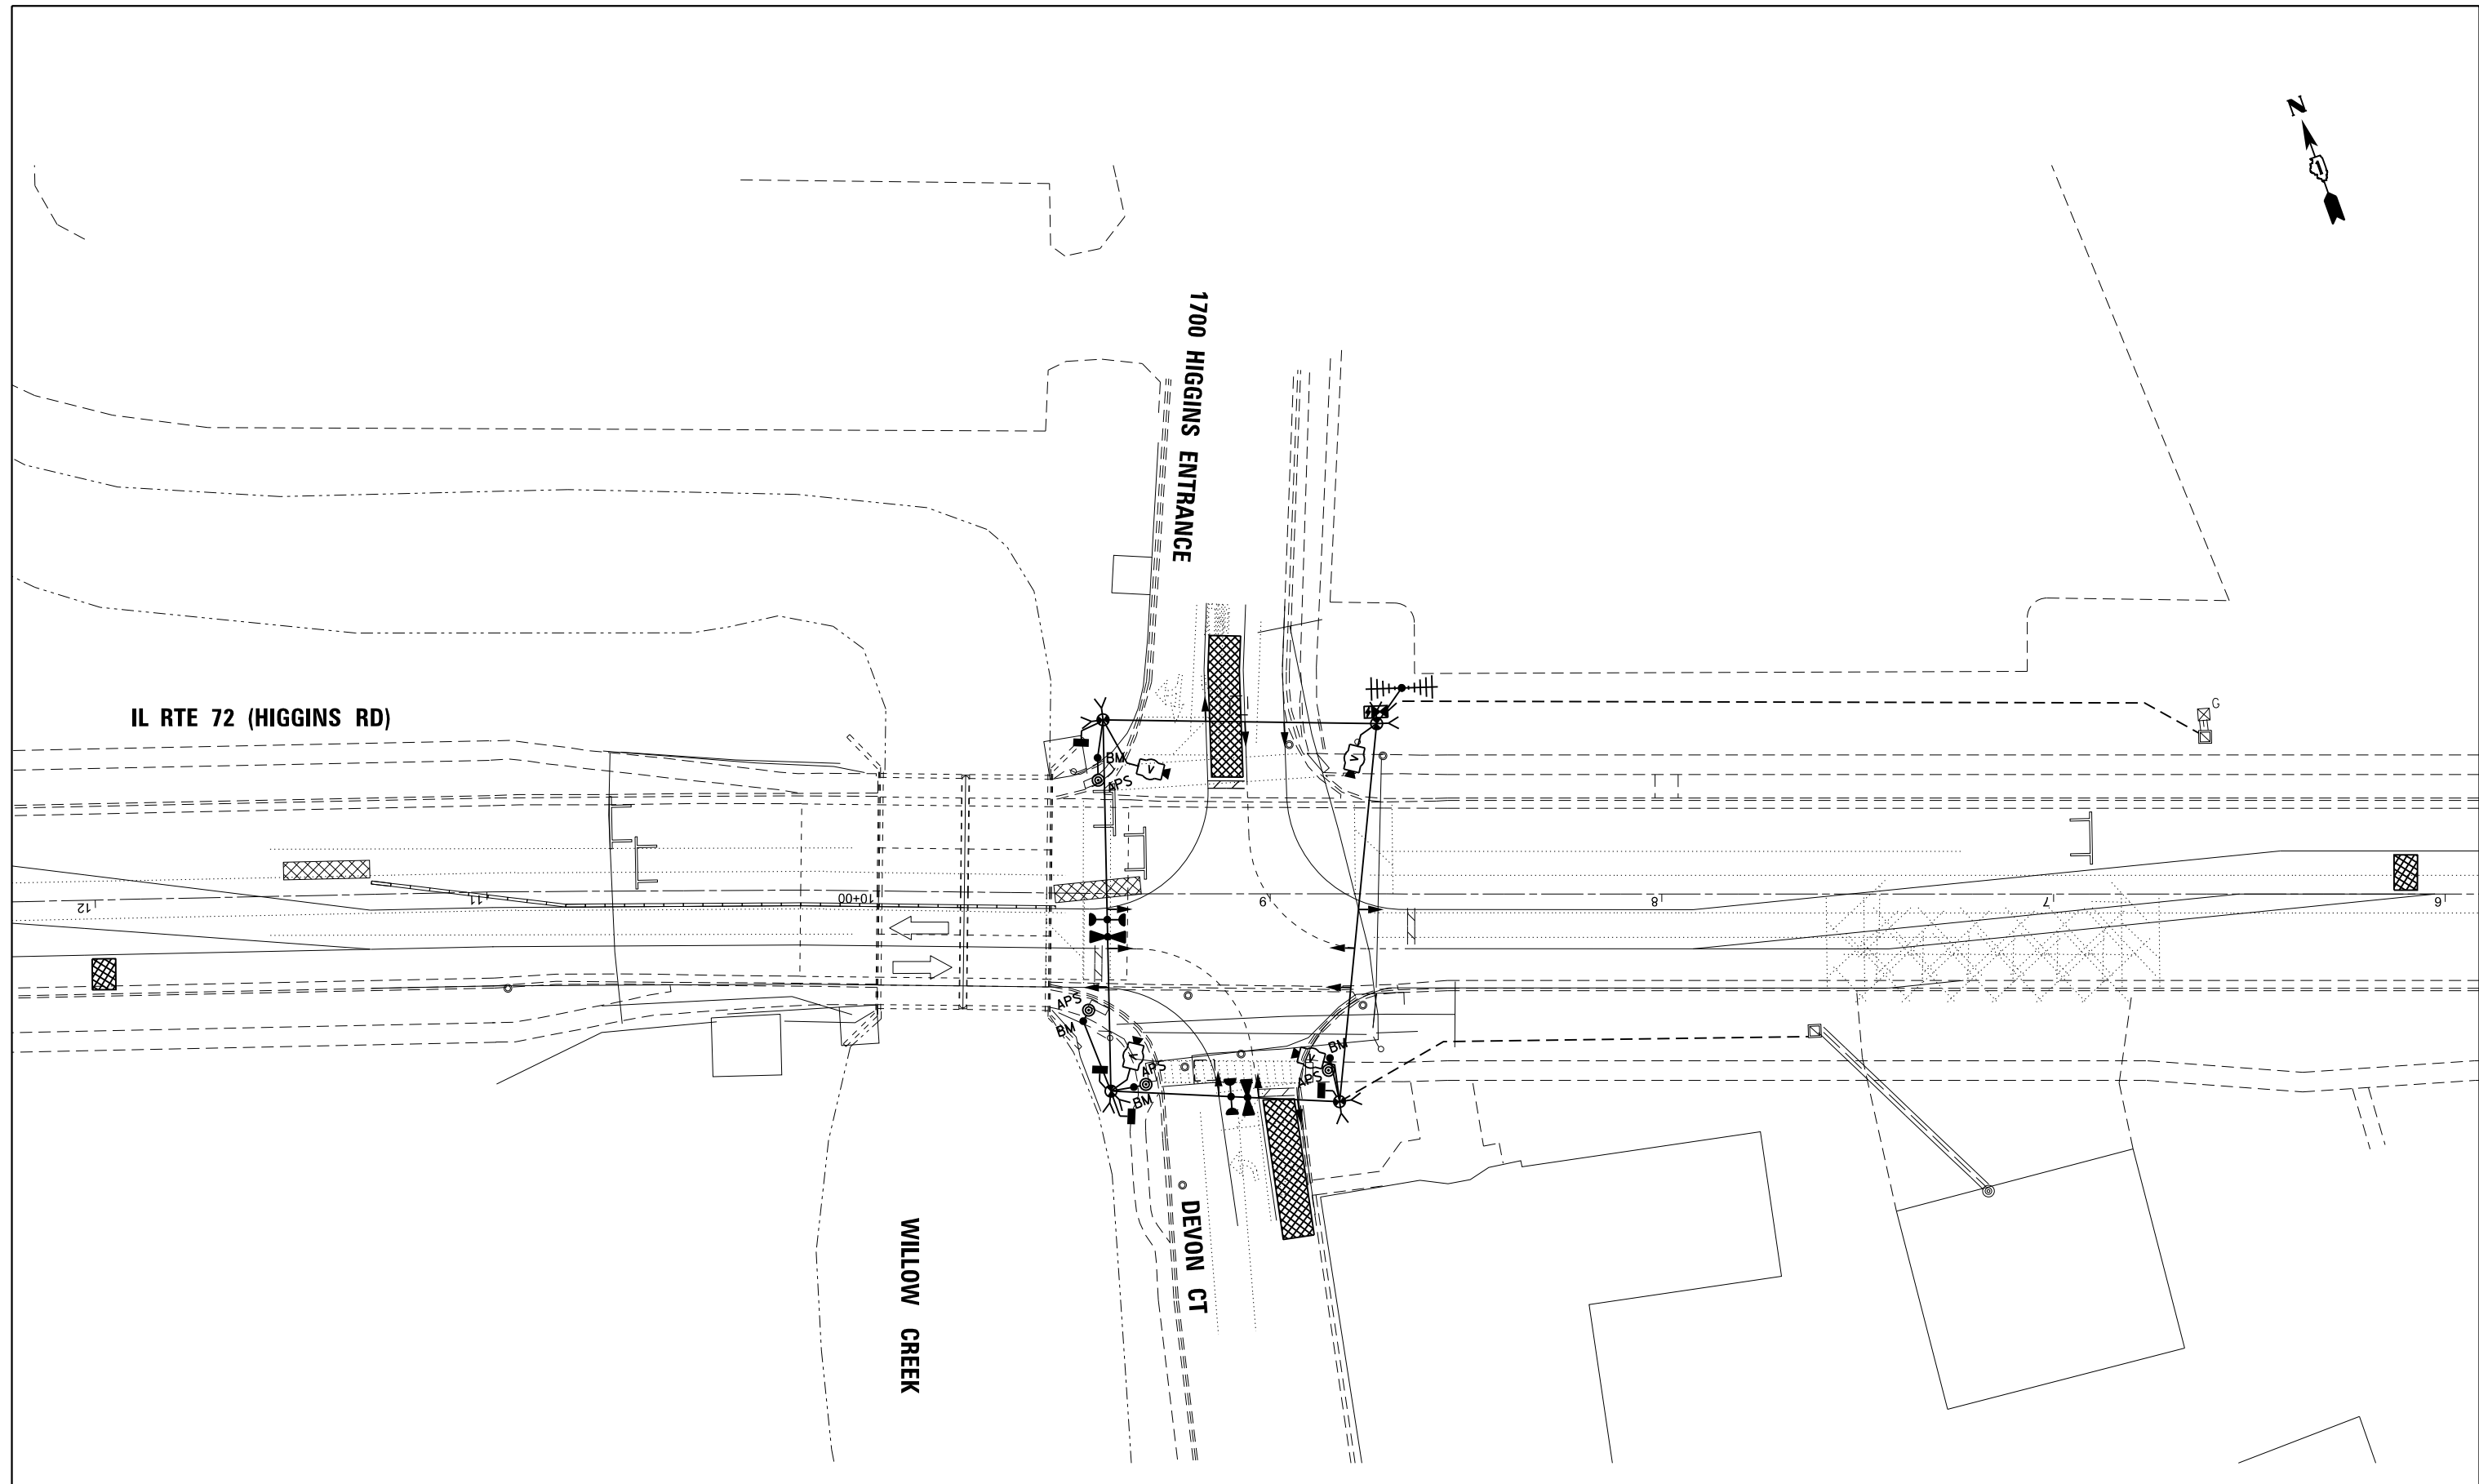 N
1700 HIGGINS ENTRANCE
IL RTE 72 (HIGGINS RD)
G
V
V
BM
APS
12
11
10+00
9
8
7
6
APS
BM
V
APS
BM
V
BM
APS
DEVON CT
WILLOW CREEK